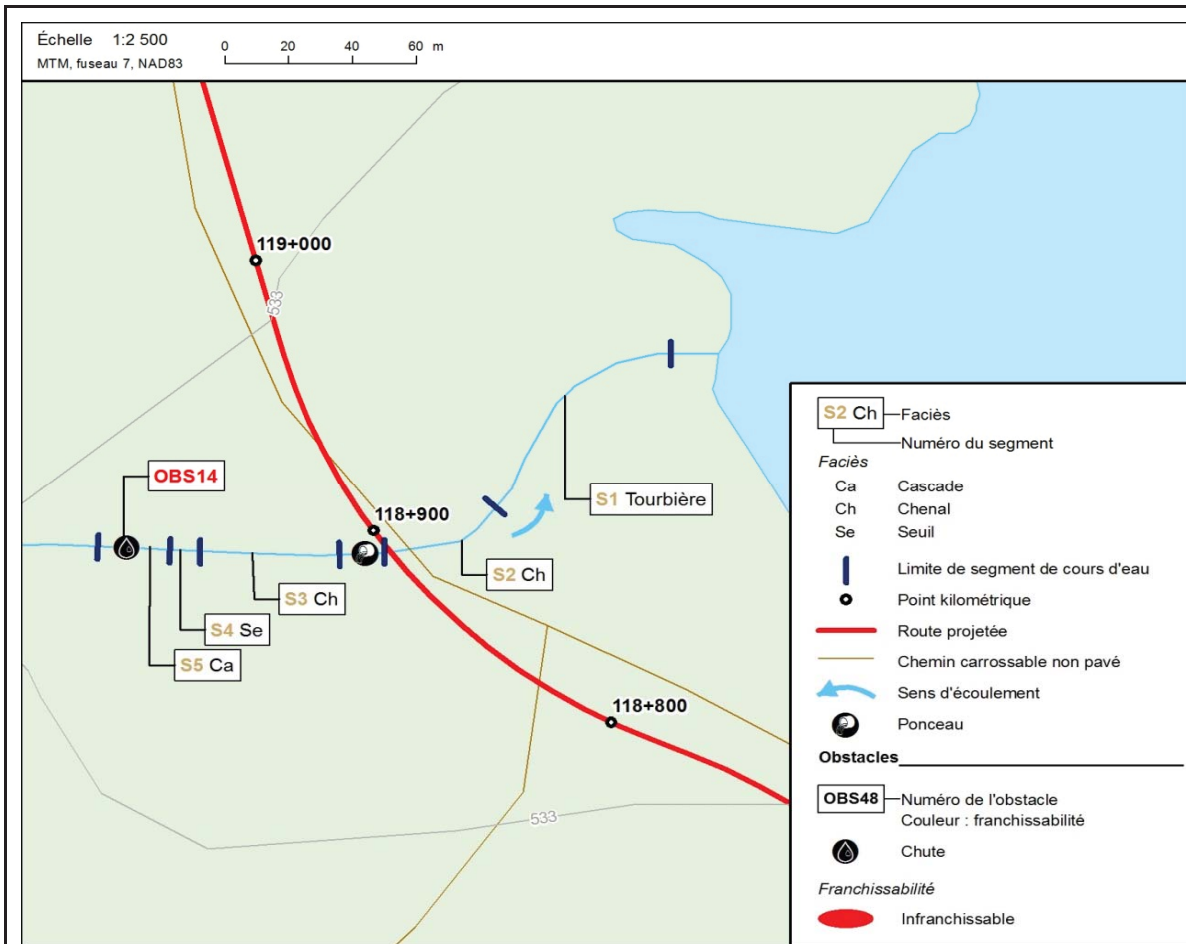 Échelle 1:2 500
0 20 40 60 m
MTM, fuseau 7, NAD83
119+000
533
OBS14
118+900
S1 Tourbière
S2 Ch
S3 Ch
S4 Se
S5 Ca
118+800
533
S2 Ch
Faciès
Numéro du segment
Faciès
Ca Cascade
Ch Chenal
Se Seuil
Limite de segment de cours d'eau
Point kilométrique
Route projetée
Chemin carrossable non pavé
Sens d'écoulement
Ponceau
Obstacles
OBS48
Numéro de l'obstacle
Couleur : franchissabilité
Chute
Franchissabilité
Infranchissable